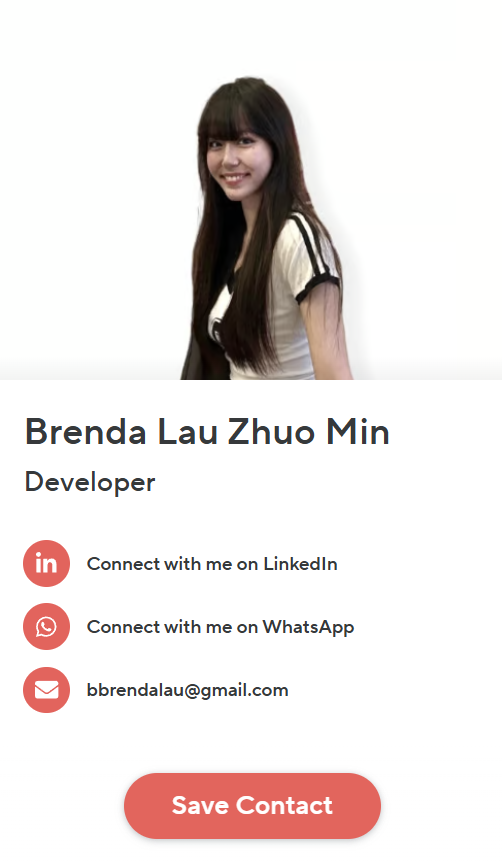 Brenda Lau Zhuo Min
Developer
in
Connect with me on LinkedIn
Connect with me on WhatsApp
bbrendalau@gmail.com
Save Contact